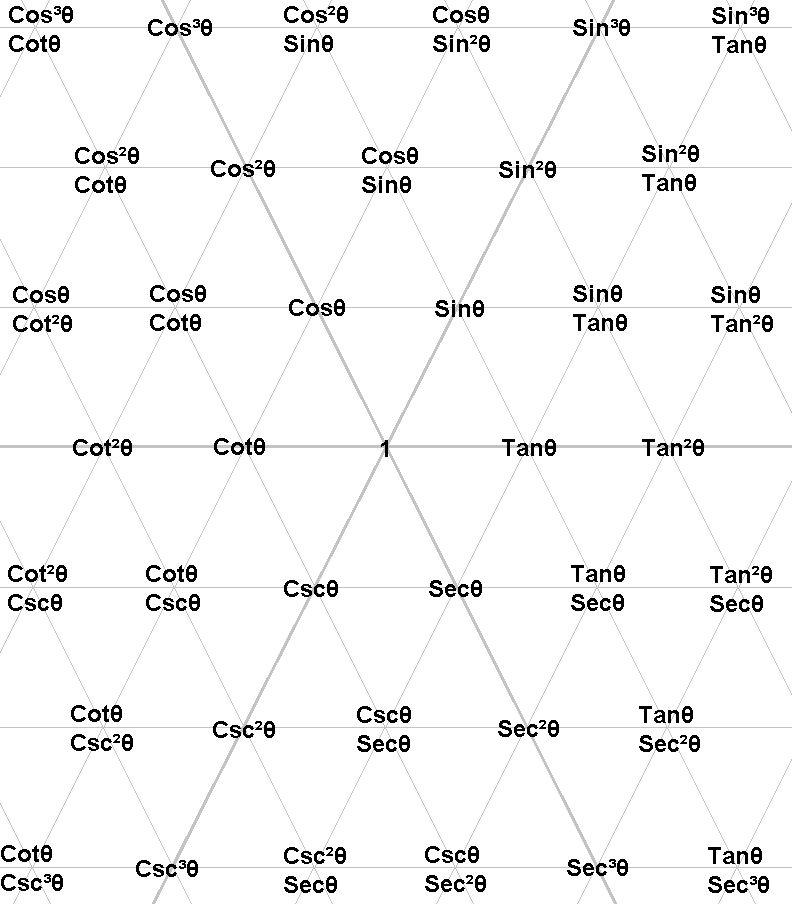 Cos³θ
Cotθ
Cos³θ
Cos²θ
Sinθ
Cosθ
Sin²θ
Sin³θ
Sin³θ
Tanθ
Cos²θ
Cotθ
Cos²θ
Cosθ
Sinθ
Sin²θ
Sin²θ
Tanθ
Cosθ
Cot²θ
Cosθ
Cotθ
Cosθ
Sinθ
Sinθ
Tanθ
Sinθ
Tan²θ
Cot²θ
Cotθ
1
Tanθ
Tan²θ
Cot²θ
Cscθ
Cotθ
Cscθ
Cscθ
Secθ
Tanθ
Secθ
Tan²θ
Secθ
Cotθ
Csc²θ
Csc²θ
Cscθ
Secθ
Sec²θ
Tanθ
Sec²θ
Cotθ
Csc³θ
Csc³θ
Csc²θ
Secθ
Cscθ
Sec²θ
Sec³θ
Tanθ
Sec³θ